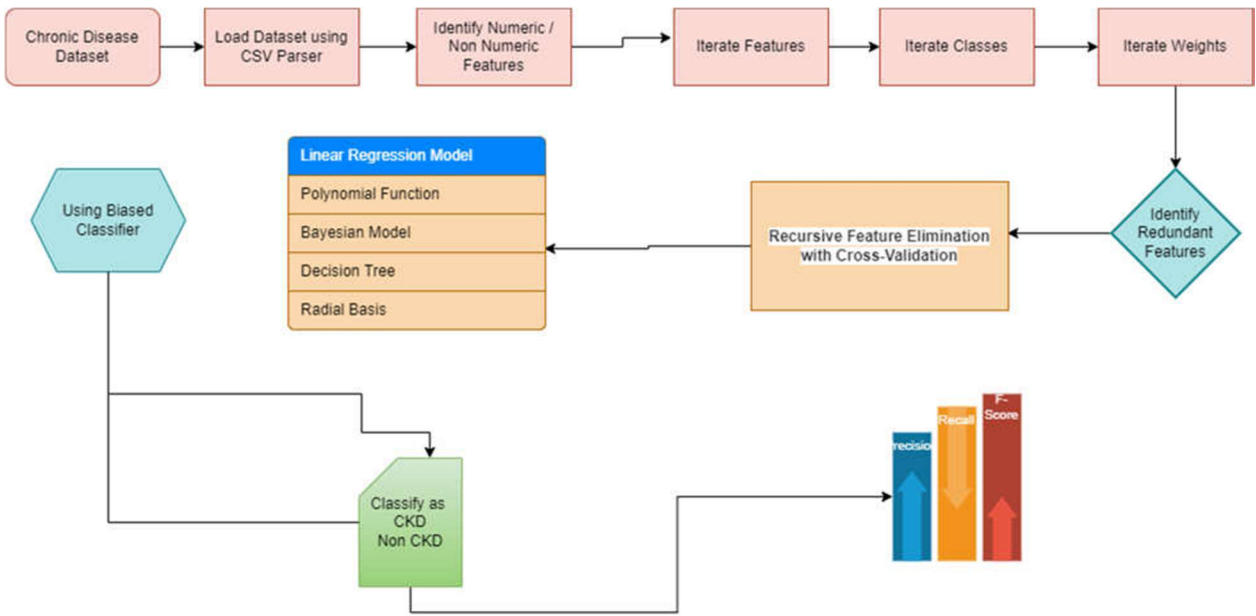 Chronic Disease
Dataset
Load Dataset using
CSV Parser
Identify Numeric /
Non Numeric
Features
Iterate Features
Iterate Classes
Iterate Weights
Linear Regression Model
Polynomial Function
Bayesian Model
Decision Tree
Radial Basis
Using Biased
Classifier
Recursive Feature Elimination
with Cross-Validation
Identify
Redundant
Features
Classify as
CKD
Non CKD
recisio
Recall
F-
Score